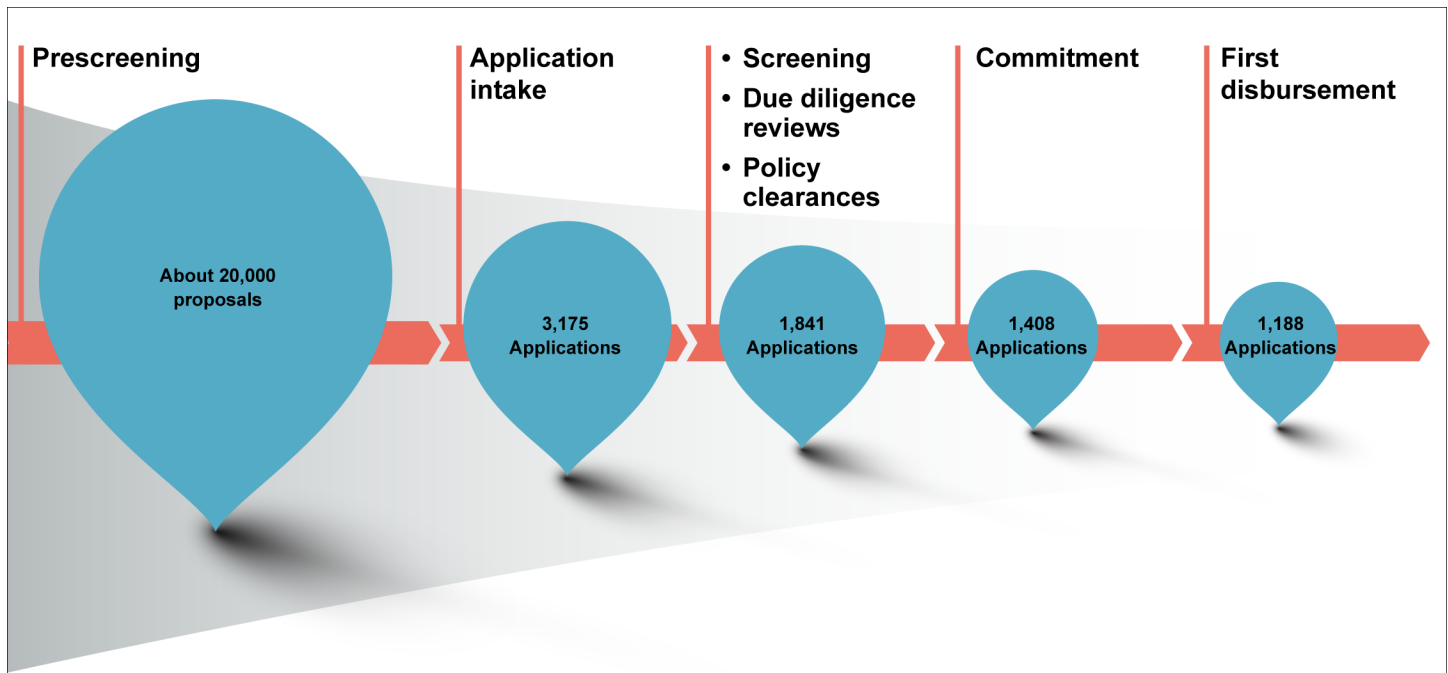 Prescreening
Application
intake
• Screening
• Due diligence
reviews
• Policy
clearances
Commitment
First
disbursement
About 20,000
proposals
3,175
Applications
1,841
Applications
1,408
Applications
1,188
Applications